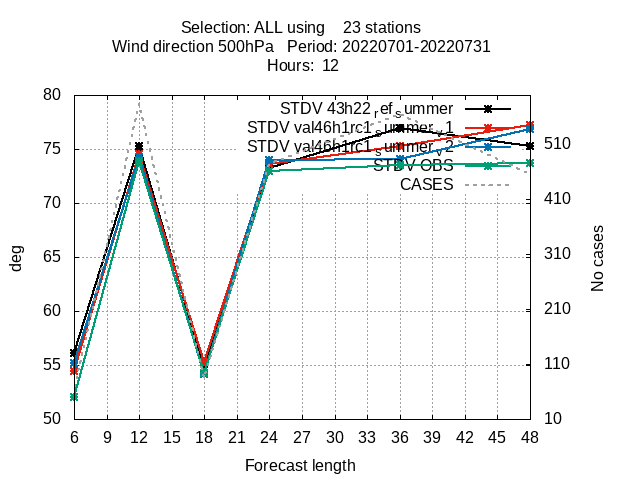 Selection: ALL using 23 stations
Wind direction 500hPa Period: 20220701-20220731
Hours: 12
STDV 43h22_ref_summer
STDV val46h1rc1_summer_1
STDV val46h1rc1_summer_v2
STDV OBS
CASES
80
75
70
65
60
55
50
deg
510
410
310
210
110
10
No cases
6 9 12 15 18 21 24 27 30 33 36 39 42 45 48
Forecast length